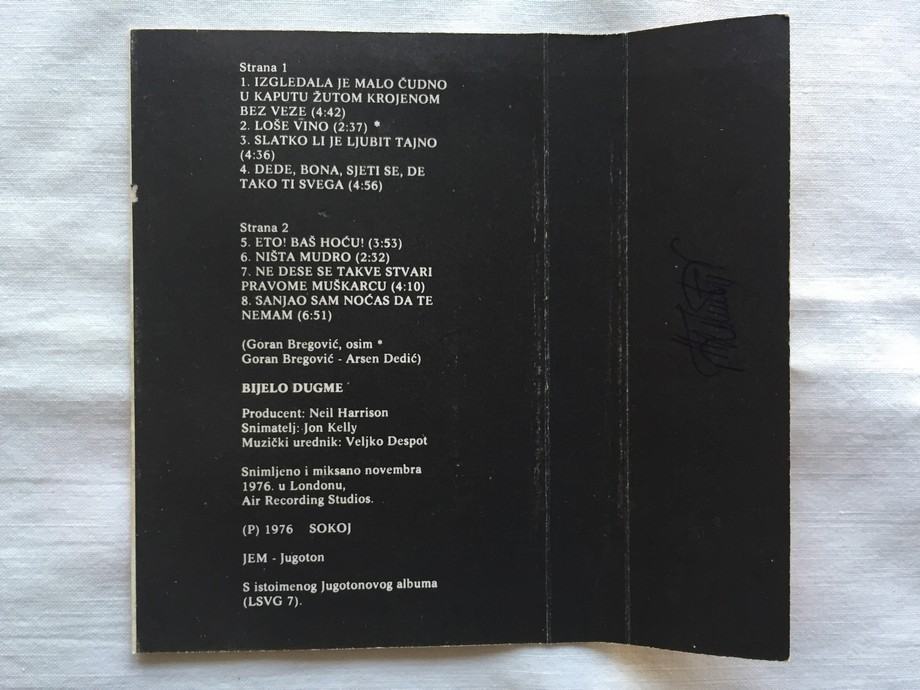 Strana 1
1. IZGLEDALA JE MALO ČUDNO
U KAPUTU ŽUTOM KROJENOM
BEZ VEZE (4:42)
2. LOŠE VINO (2:37) *
3. SLATKO LI JE LJUBIT TAJNO
(4:36)
4. DEDE, BONA, SJETI SE, DE
TAKO TI SVEGA (4:56)
Strana 2
5. ETO! BAŠ HOĆU! (3:53)
6. NIŠTA MUDRO (2:32)
7. NE DESE SE TAKVE STVARI
PRAVOME MUŠKARCU (4:10)
8. SANJAO SAM NOĆAS DA TE
NEMAM (6:51)
(Goran Bregović, osim *
Goran Bregović - Arsen Dedić)
BIJELO DUGME
Producent: Neil Harrison
Snimatelj: Jon Kelly
Muzički urednik: Veljko Despot
Snimljeno i miksano novembra
1976. u Londonu,
Air Recording Studios.
(P) 1976 SOKOJ
JEM - Jugoton
S istoimenog Jugotonovog albuma
(LSVG 7).